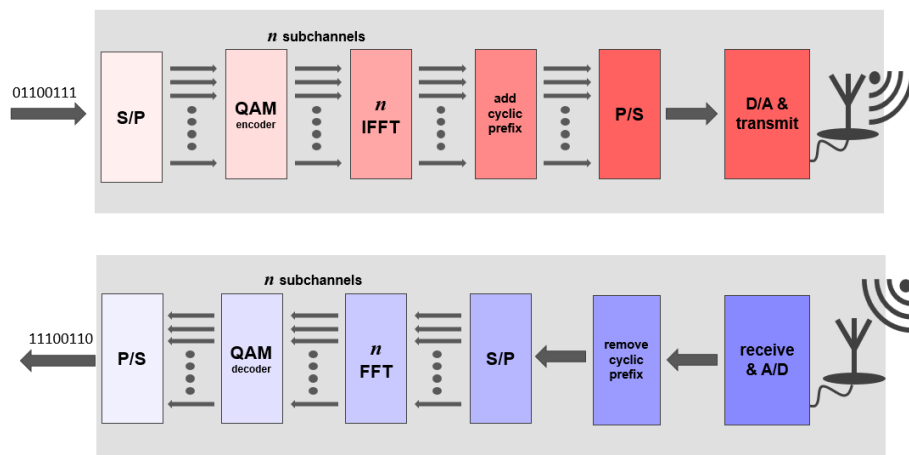 n subchannels
01100111
S/P
QAM
encoder
n
IFFT
add
cyclic
prefix
P/S
D/A &
transmit
n subchannels
11100110
P/S
QAM
decoder
n
FFT
S/P
remove
cyclic
prefix
receive
& A/D